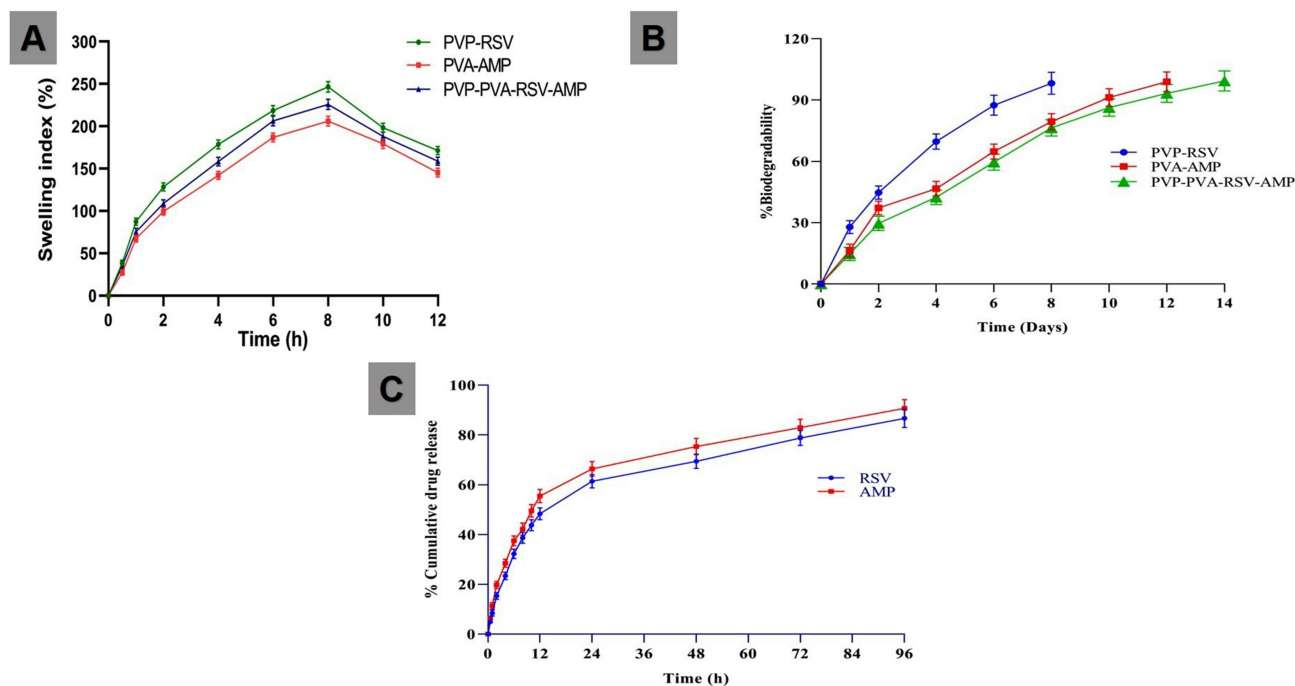 A
Swelling index (%)
300
250
200
150
100
50
0
0 2 4 6 8 10 12
Time (h)
PVP-RSV
PVA-AMP
PVP-PVA-RSV-AMP
B
%Biodegradability
120
90
60
30
0
0 2 4 6 8 10 12 14
Time (Days)
PVP-RSV
PVA-AMP
PVP-PVA-RSV-AMP
C
% Cumulative drug release
100
80
60
40
20
0
0 12 24 36 48 60 72 84 96
Time (h)
RSV
AMP